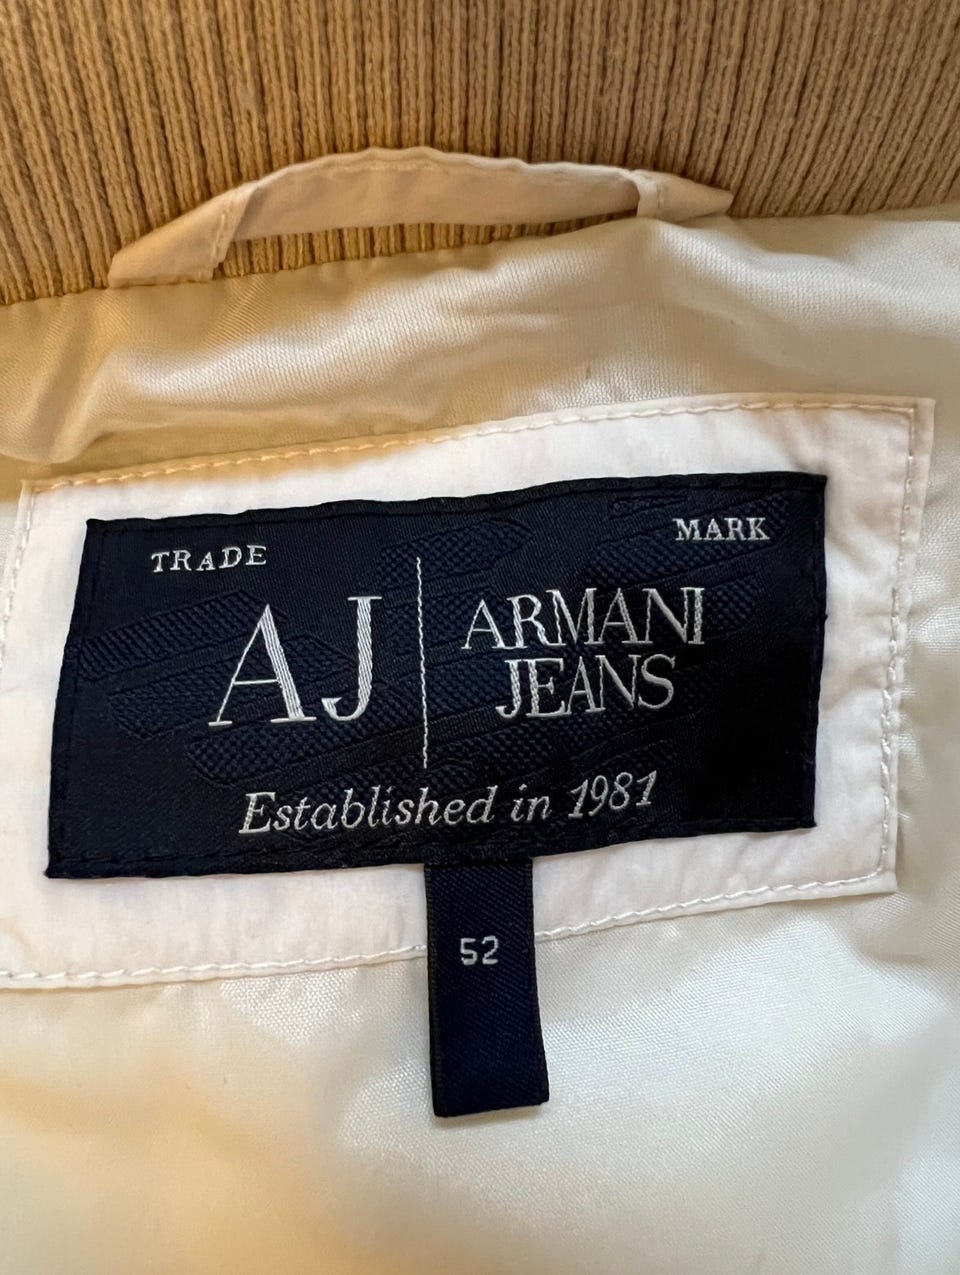 TRADE MARK
AJ ARMANI
JEANS
Established in 1981
52